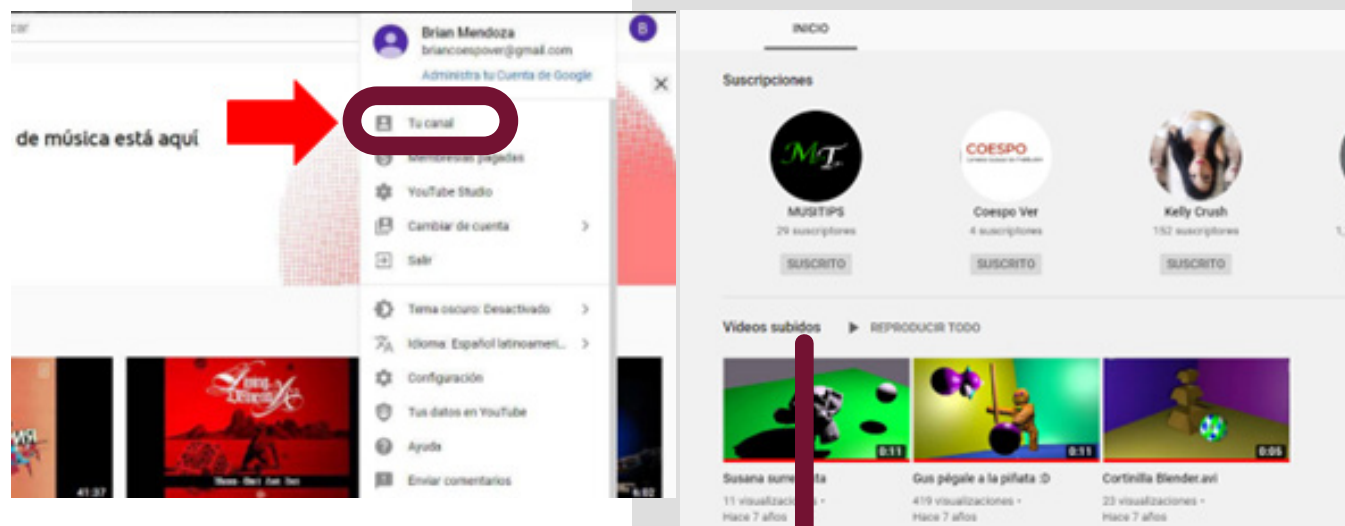 car
Brian Mendoza
briancoespover@gmail.com
Administra tu Cuenta de Google
B
de música está aquí
Tu canal
Membresías pagadas
YouTube Studio
Cambiar de cuenta
Salir
Tema oscuro: Desactivado
Idioma: Español latinoameri...
Configuración
Tus datos en YouTube
Ayuda
Enviar comentarios
41:37
6:02
INICIO
Suscripciones
MT
COESPO
MUSITIPS
Coespo Ver
Kelly Crush
29 suscriptores
4 suscriptores
152 suscriptores
SUSCRITO
SUSCRITO
SUSCRITO
Videos subidos
REPRODUCIR TODO
0:11
0:11
0:05
Susana
Gus pégale a la piñata :D
Cortinilla Blender.avi
11
419 visualizaciones •
23 visualizaciones •
Hace 7 años
Hace 7 años
Hace 7 años